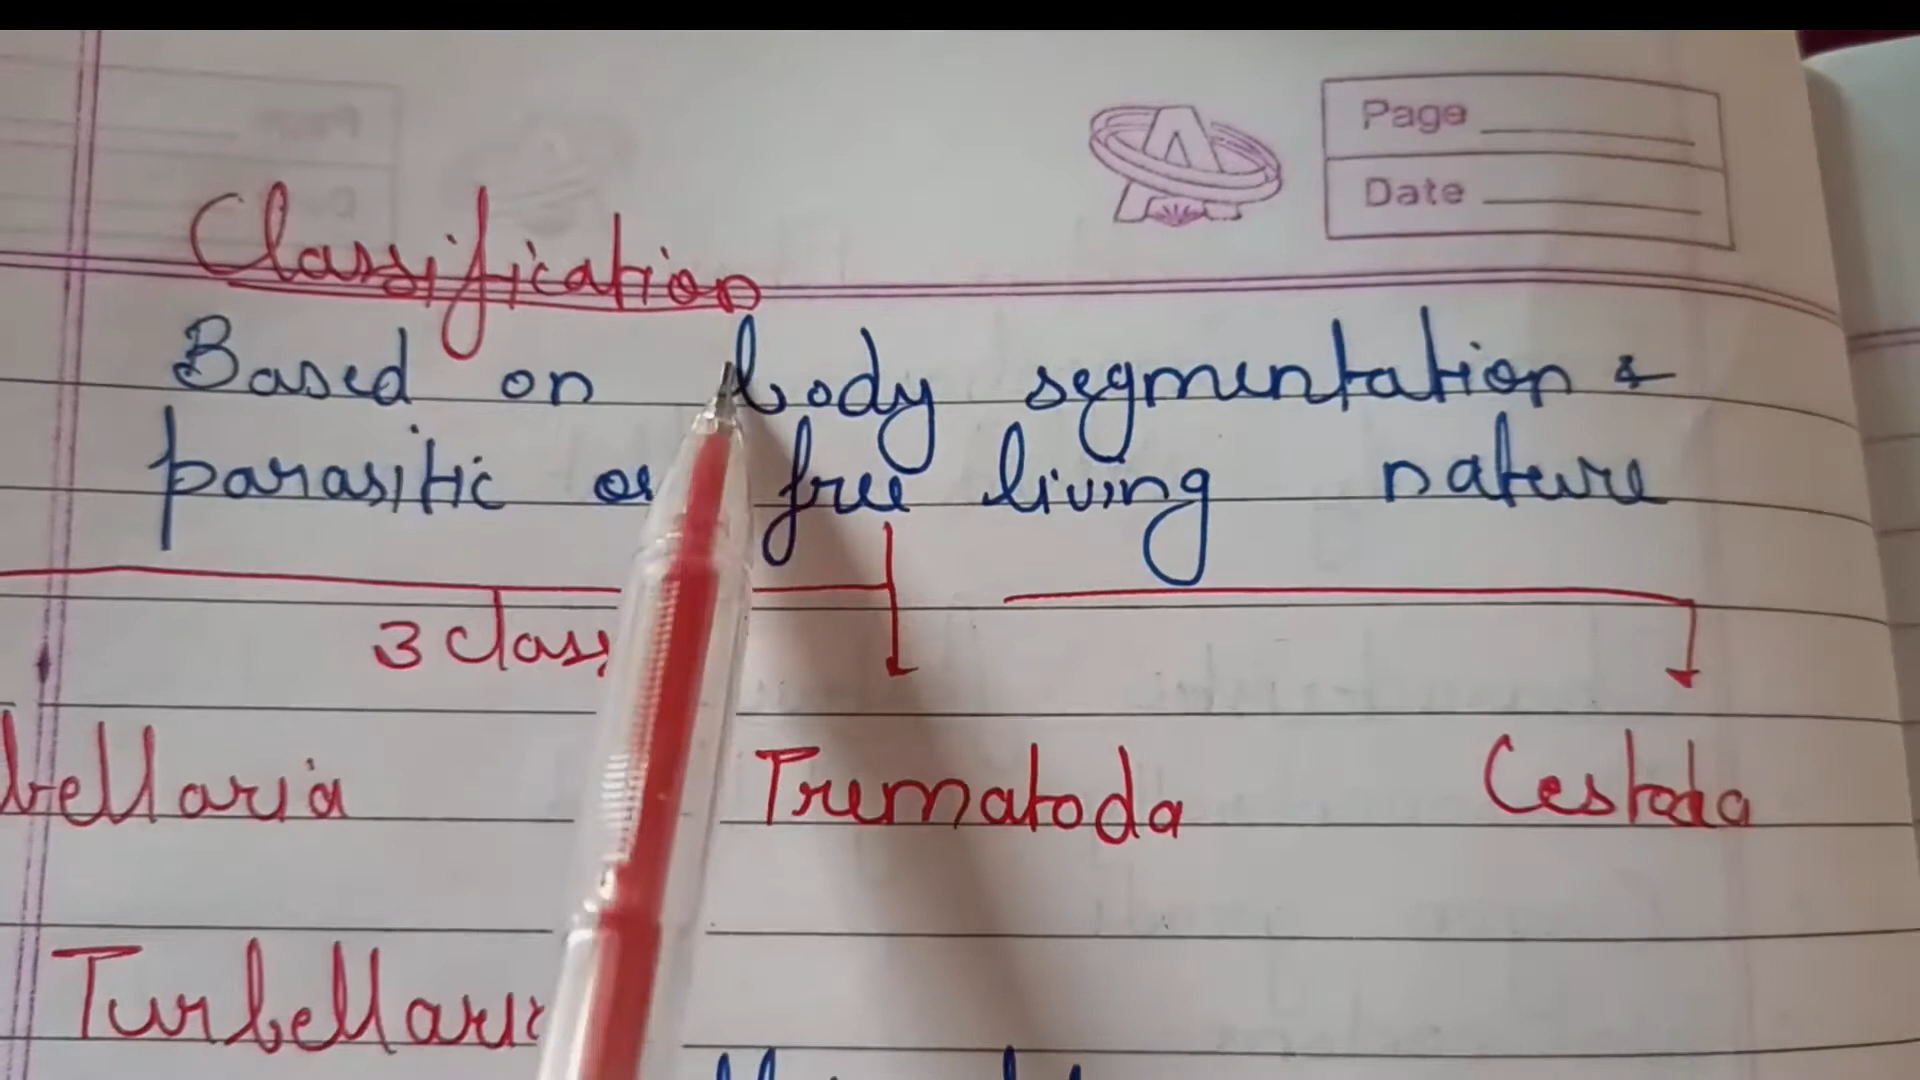 Page
Date
Classification
Based on body segmentation &
parasitic or free living nature
3 class
bellaria Trematoda Cestoda
Turbellaria